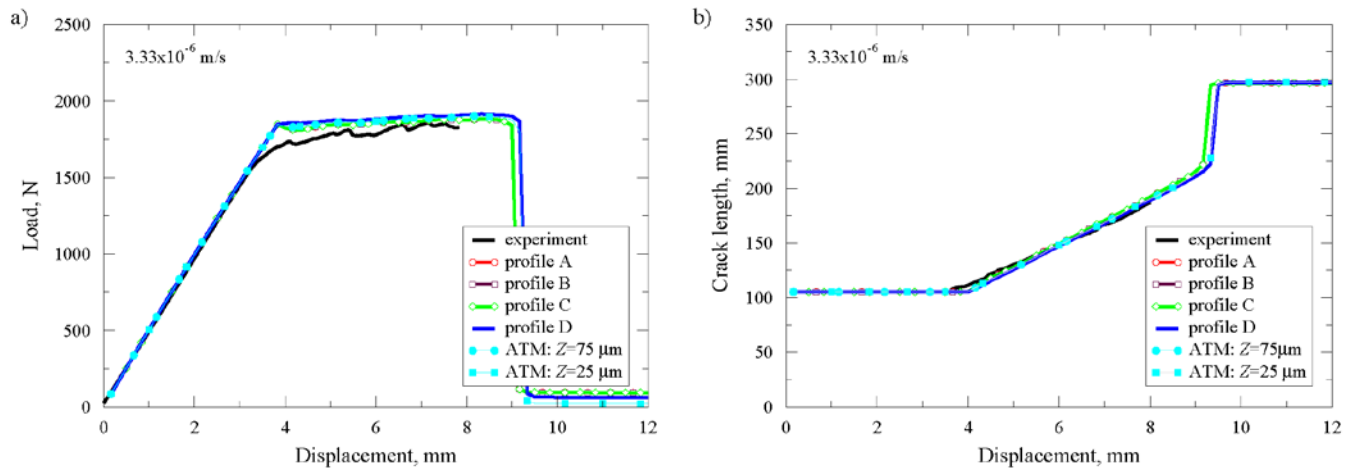 a)
2500
3.33x10-6 m/s
2000
1500
1000
500
0
Load, N
experiment
profile A
profile B
profile C
profile D
ATM: Z=75 μm
ATM: Z=25 μm
0 2 4 6 8 10 12
Displacement, mm
b)
350
3.33x10-6 m/s
300
250
200
150
100
50
0
Crack length, mm
experiment
profile A
profile B
profile C
profile D
ATM: Z=75μm
ATM: Z=25 μm
0 2 4 6 8 10 12
Displacement, mm